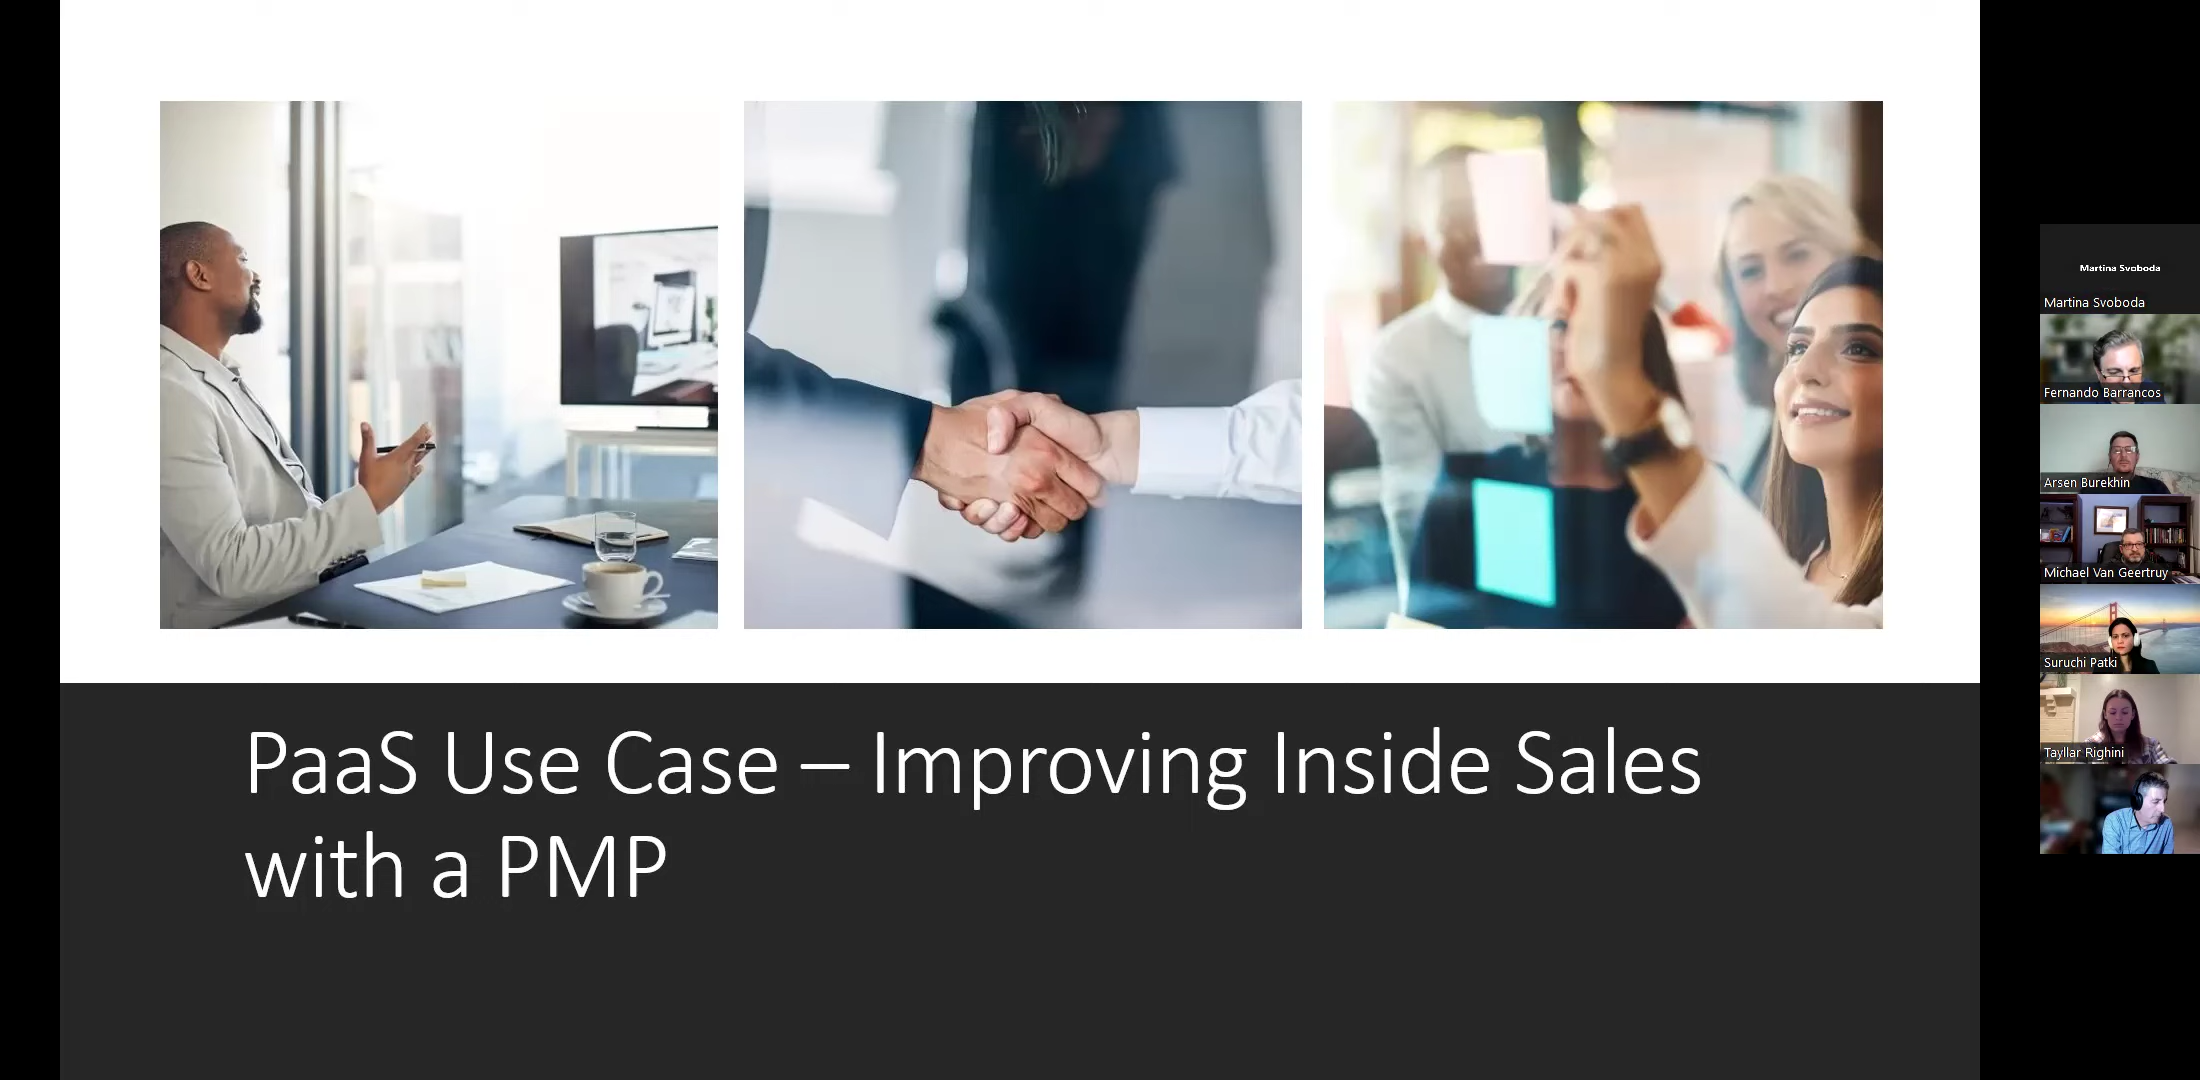 PaaS Use Case – Improving Inside Sales
with a PMP
Martina Svoboda
Martina Svoboda
Fernando Barrancos
Arsen Burekhin
Michael Van Geertruy
Suruchi Patki
Tayllar Righini